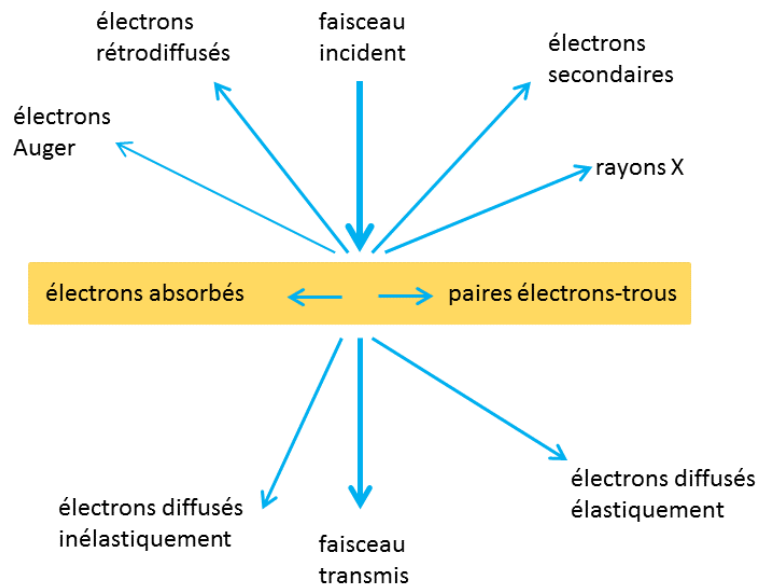 électrons
rétrodiffusés
faisceau
incident
électrons
secondaires
électrons
Auger
rayons X
électrons absorbés
paires électrons-trous
électrons diffusés
inélastiquement
faisceau
transmis
électrons diffusés
élastiquement